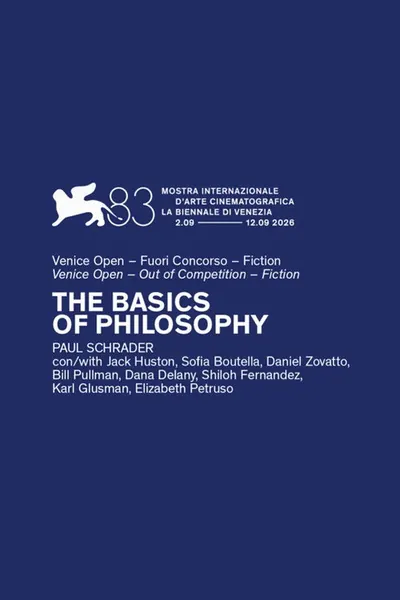 83
MOSTRA INTERNAZIONALE
D'ARTE CINEMATOGRAFICA
LA BIENNALE DI VENEZIA
2.09 —— 12.09 2026
Venice Open – Fuori Concorso – Fiction
Venice Open – Out of Competition – Fiction
THE BASICS
OF PHILOSOPHY
PAUL SCHRADER
con/with Jack Huston, Sofia Boutella, Daniel Zovatto,
Bill Pullman, Dana Delany, Shiloh Fernandez,
Karl Glusman, Elizabeth Petruso